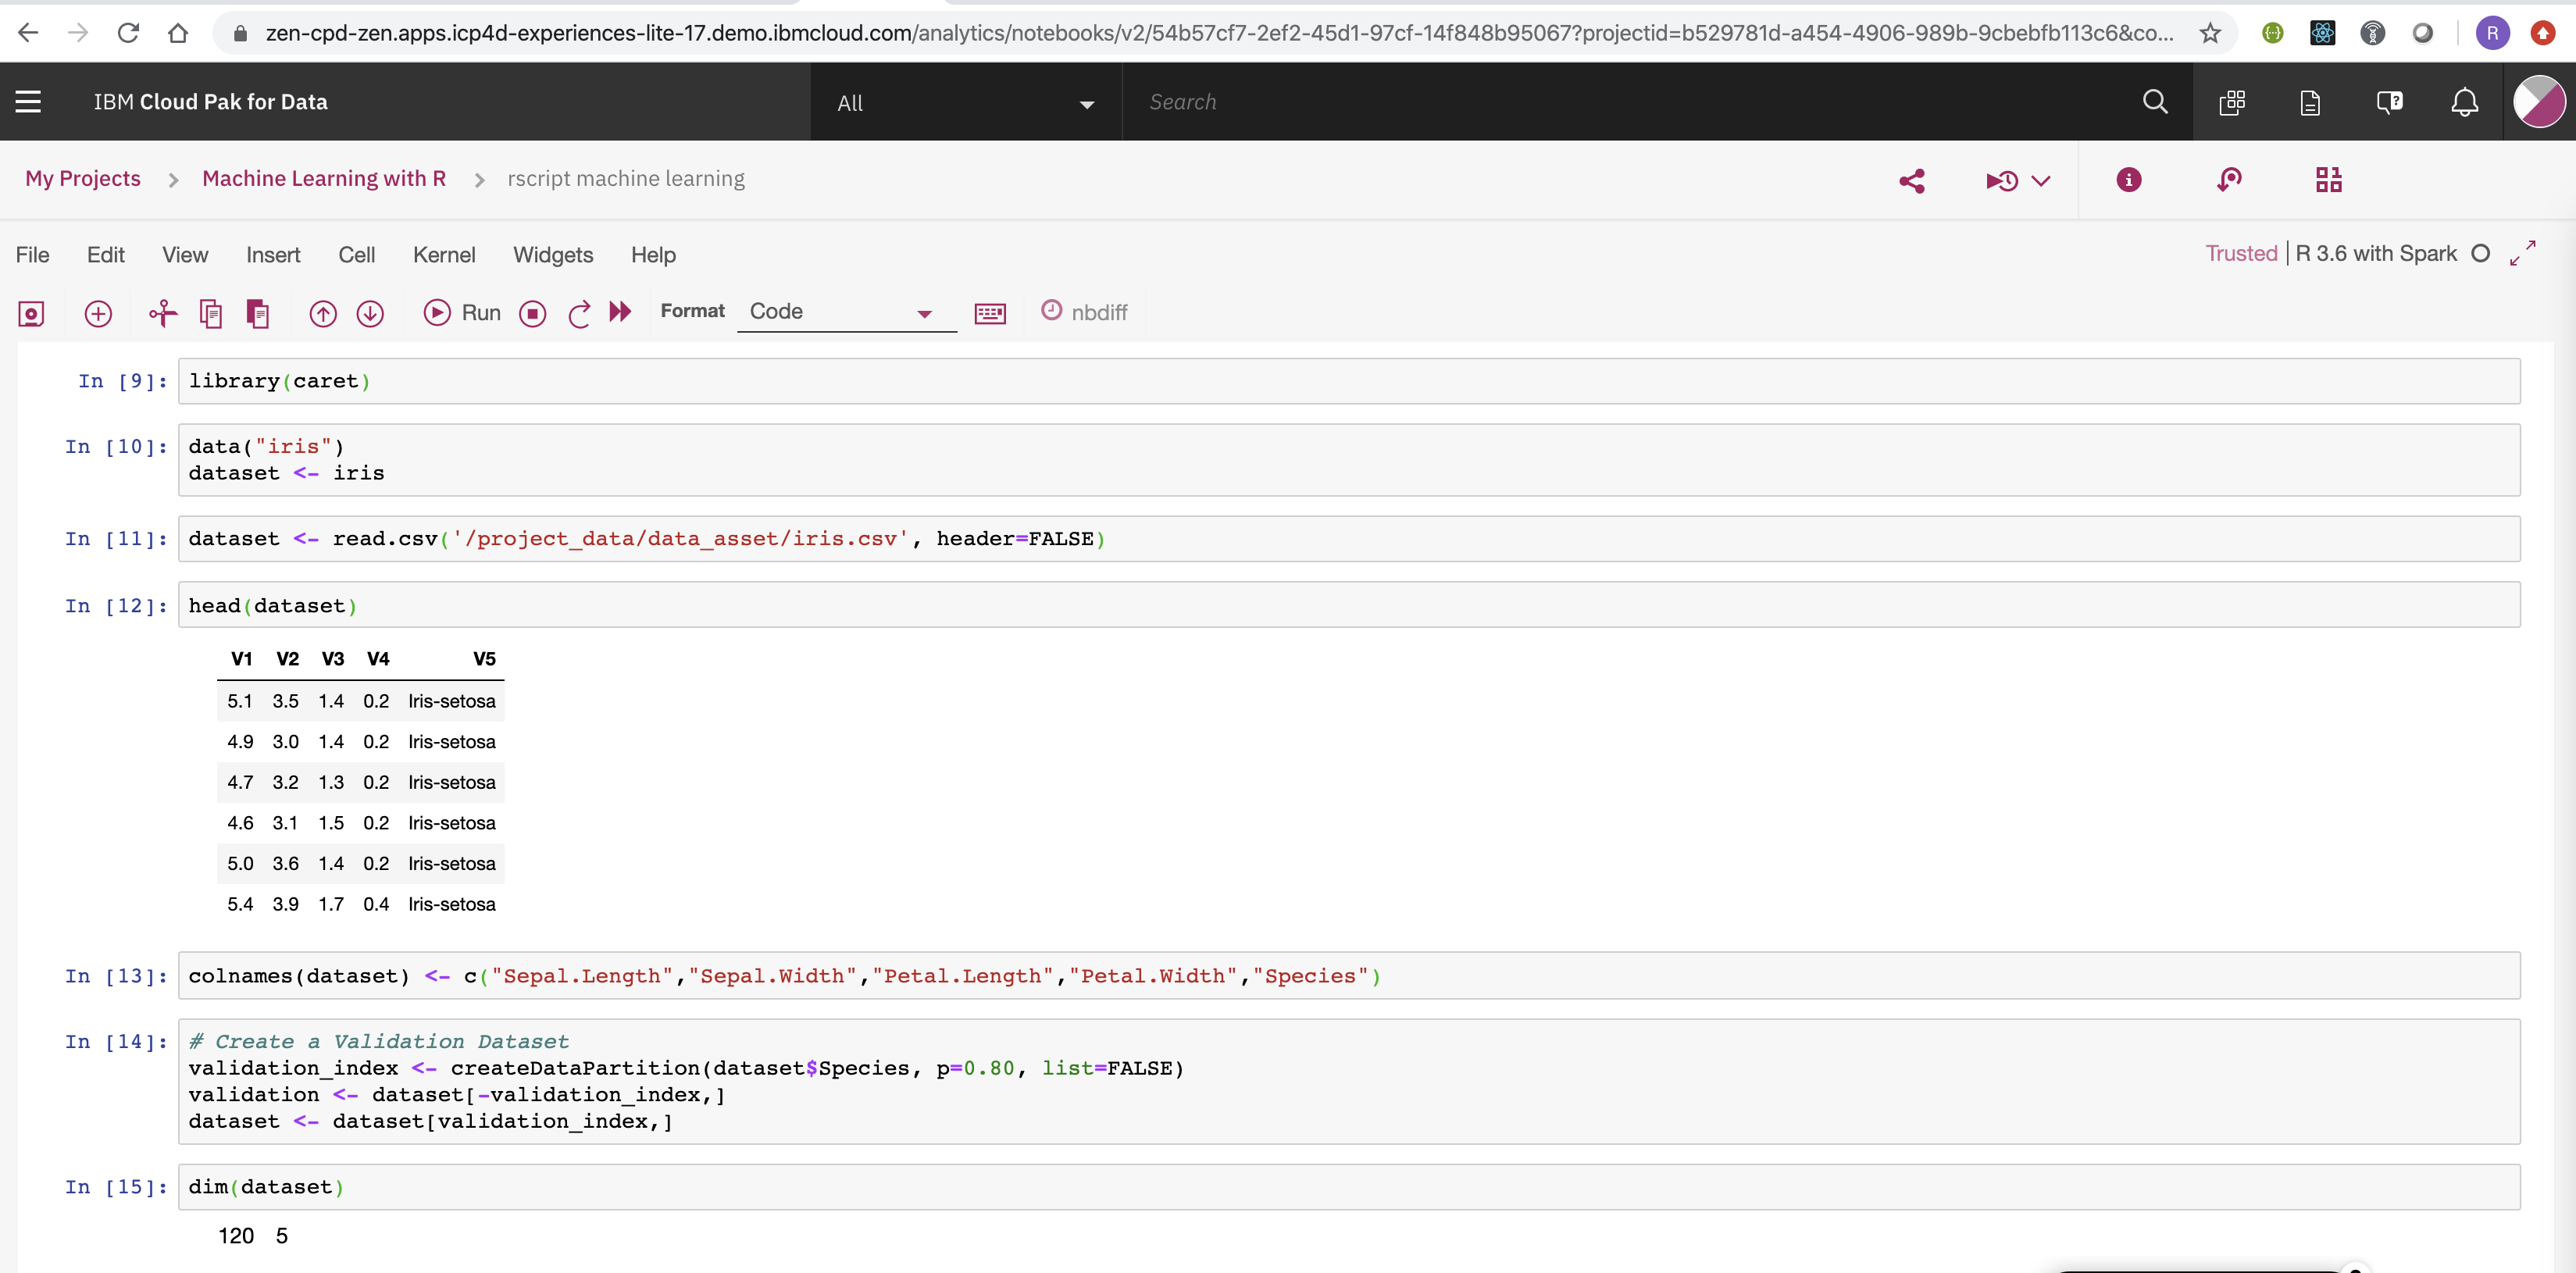 zen-cpd-zen.apps.icp4d-experiences-lite-17.demo.ibmcloud.com/analytics/notebooks/v2/54b57cf7-2ef2-45d1-97cf-14f848b95067?projectid=b529781d-a454-4906-989b-9cbebfb113c6&co... R
IBM Cloud Pak for Data All Search
My Projects > Machine Learning with R > rscript machine learning
File Edit View Insert Cell Kernel Widgets Help Trusted | R 3.6 with Spark
Run Format Code nbdiff
In [9]: library(caret)
In [10]: data("iris")
dataset <- iris
In [11]: dataset <- read.csv('/project_data/data_asset/iris.csv', header=FALSE)
In [12]: head(dataset)
V1 V2 V3 V4 V5
5.1 3.5 1.4 0.2 Iris-setosa
4.9 3.0 1.4 0.2 Iris-setosa
4.7 3.2 1.3 0.2 Iris-setosa
4.6 3.1 1.5 0.2 Iris-setosa
5.0 3.6 1.4 0.2 Iris-setosa
5.4 3.9 1.7 0.4 Iris-setosa
In [13]: colnames(dataset) <- c("Sepal.Length","Sepal.Width","Petal.Length","Petal.Width","Species")
In [14]: # Create a Validation Dataset
validation_index <- createDataPartition(dataset$Species, p=0.80, list=FALSE)
validation <- dataset[-validation_index,]
dataset <- dataset[validation_index,]
In [15]: dim(dataset)
120 5